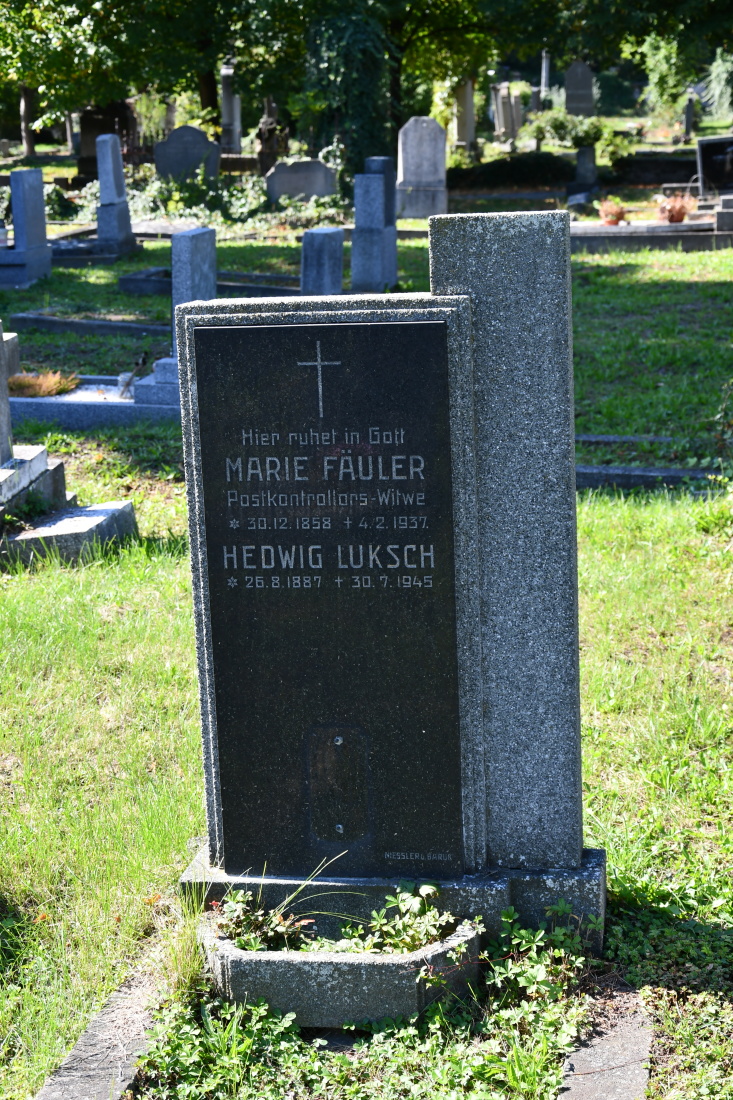 Hier ruhet in Gott
MARIE FÄULER
Postkontrollors-Witwe
* 30.12.1858 + 4.2.1937.
HEDWIG LUKSCH
* 26.8.1887 + 30.7.1945